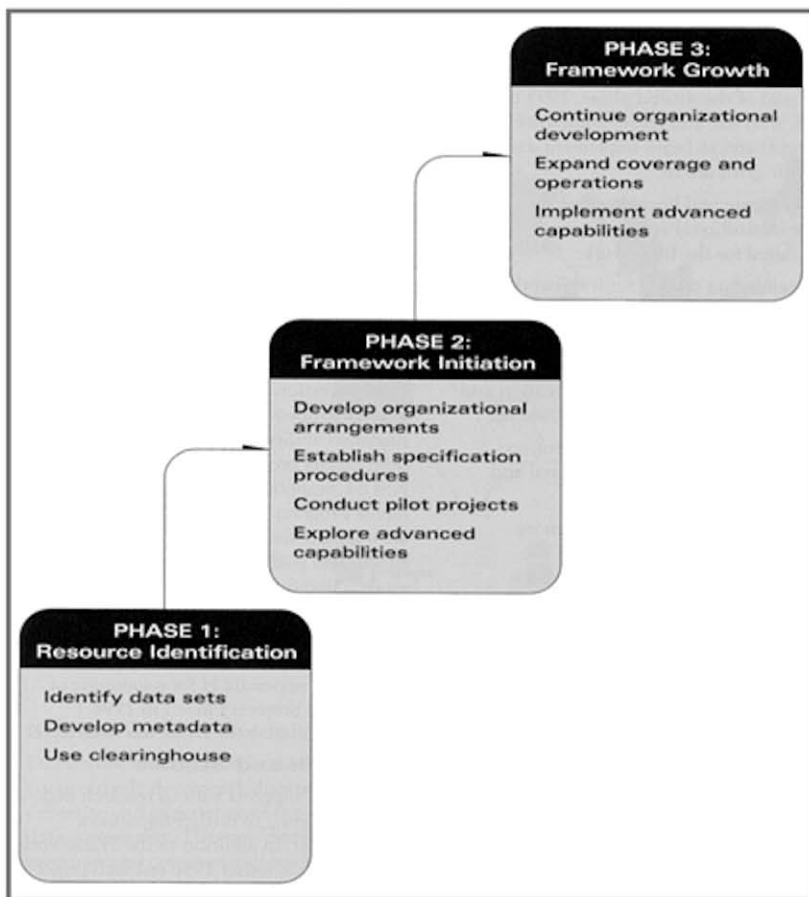 PHASE 3:
Framework Growth
Continue organizational
development
Expand coverage and
operations
Implement advanced
capabilities
PHASE 2:
Framework Initiation
Develop organizational
arrangements
Establish specification
procedures
Conduct pilot projects
Explore advanced
capabilities
PHASE 1:
Resource Identification
Identify data sets
Develop metadata
Use clearinghouse